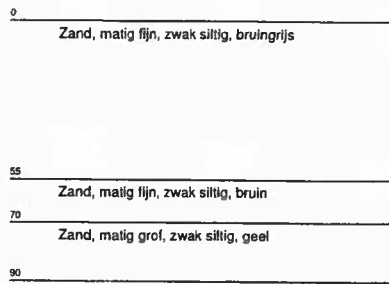 0
Zand, matig fijn, zwak siltig, bruingrijs
55
Zand, matig fijn, zwak siltig, bruin
70
Zand, matig grof, zwak siltig, geel
90